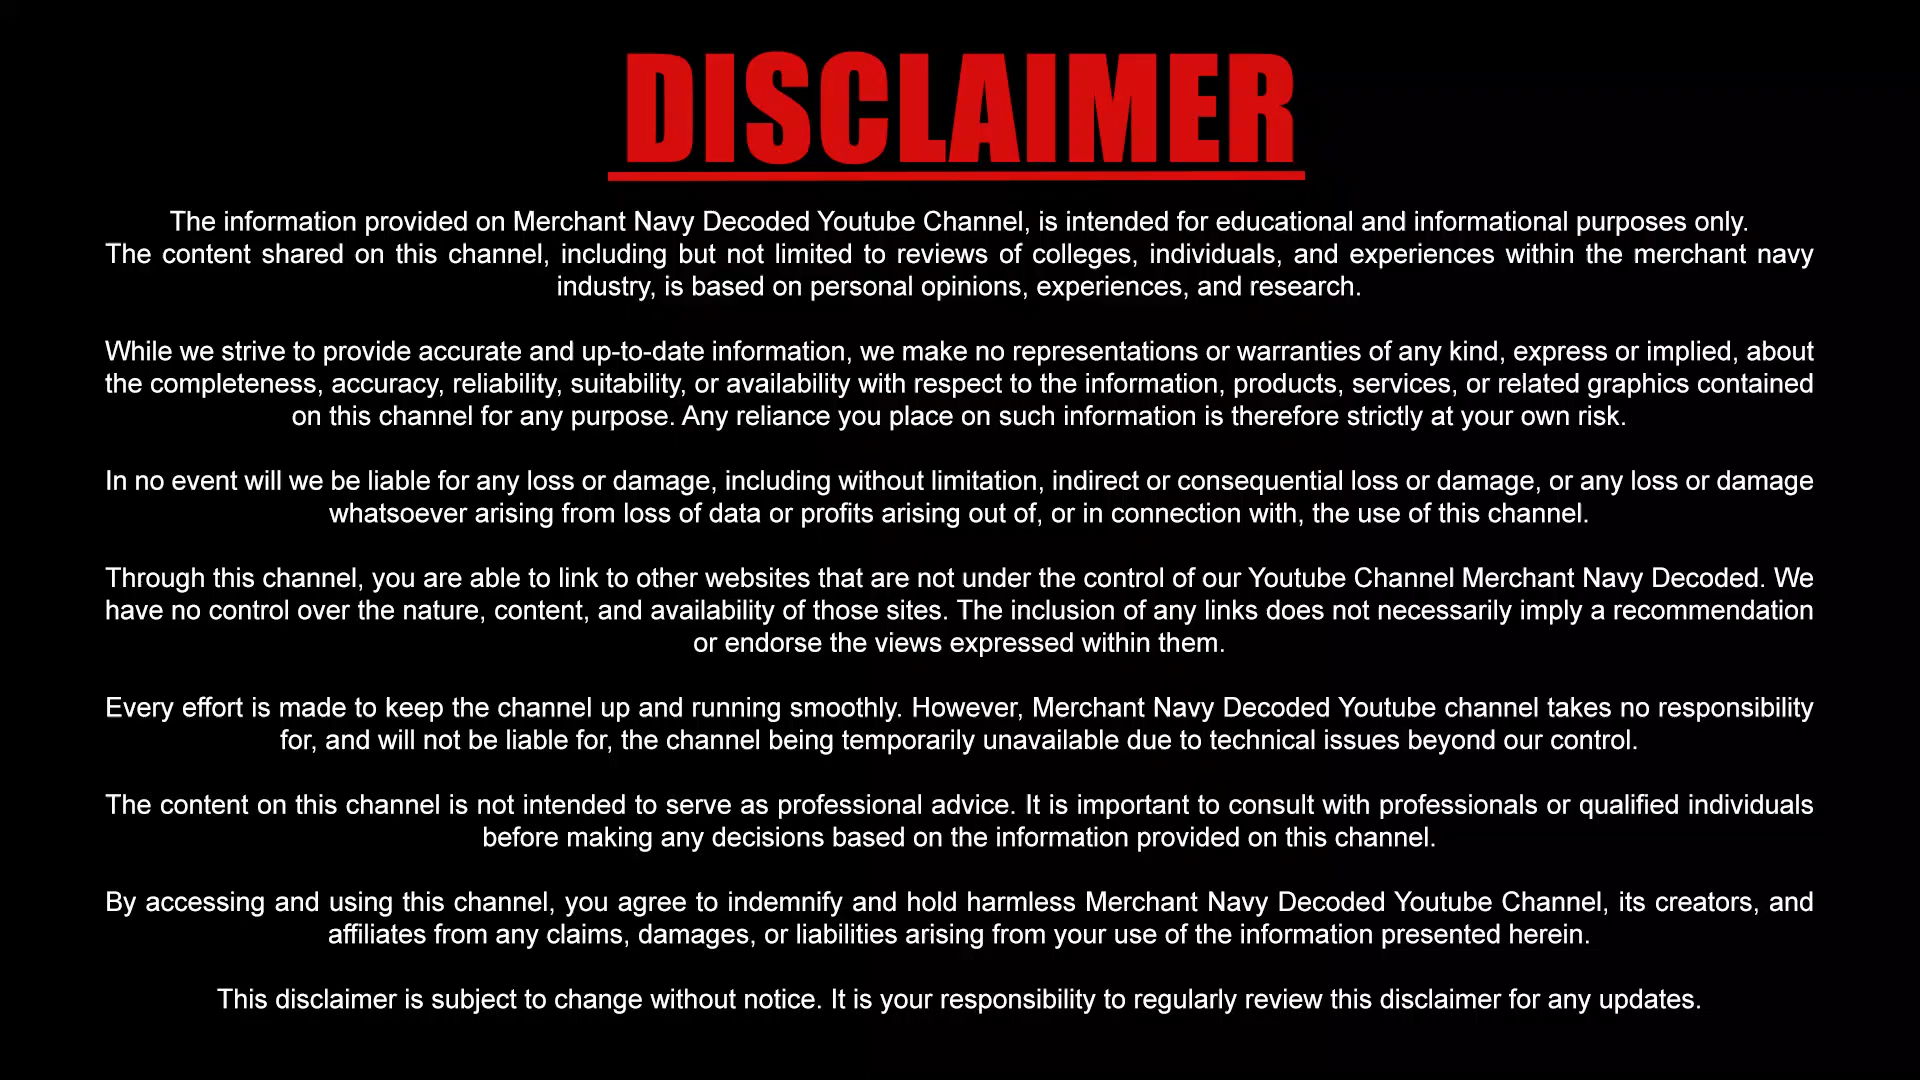 DISCLAIMER
The information provided on Merchant Navy Decoded Youtube Channel, is intended for educational and informational purposes only.
The content shared on this channel, including but not limited to reviews of colleges, individuals, and experiences within the merchant navy
industry, is based on personal opinions, experiences, and research.
While we strive to provide accurate and up-to-date information, we make no representations or warranties of any kind, express or implied, about
the completeness, accuracy, reliability, suitability, or availability with respect to the information, products, services, or related graphics contained
on this channel for any purpose. Any reliance you place on such information is therefore strictly at your own risk.
In no event will we be liable for any loss or damage, including without limitation, indirect or consequential loss or damage, or any loss or damage
whatsoever arising from loss of data or profits arising out of, or in connection with, the use of this channel.
Through this channel, you are able to link to other websites that are not under the control of our Youtube Channel Merchant Navy Decoded. We
have no control over the nature, content, and availability of those sites. The inclusion of any links does not necessarily imply a recommendation
or endorse the views expressed within them.
Every effort is made to keep the channel up and running smoothly. However, Merchant Navy Decoded Youtube channel takes no responsibility
for, and will not be liable for, the channel being temporarily unavailable due to technical issues beyond our control.
The content on this channel is not intended to serve as professional advice. It is important to consult with professionals or qualified individuals
before making any decisions based on the information provided on this channel.
By accessing and using this channel, you agree to indemnify and hold harmless Merchant Navy Decoded Youtube Channel, its creators, and
affiliates from any claims, damages, or liabilities arising from your use of the information presented herein.
This disclaimer is subject to change without notice. It is your responsibility to regularly review this disclaimer for any updates.